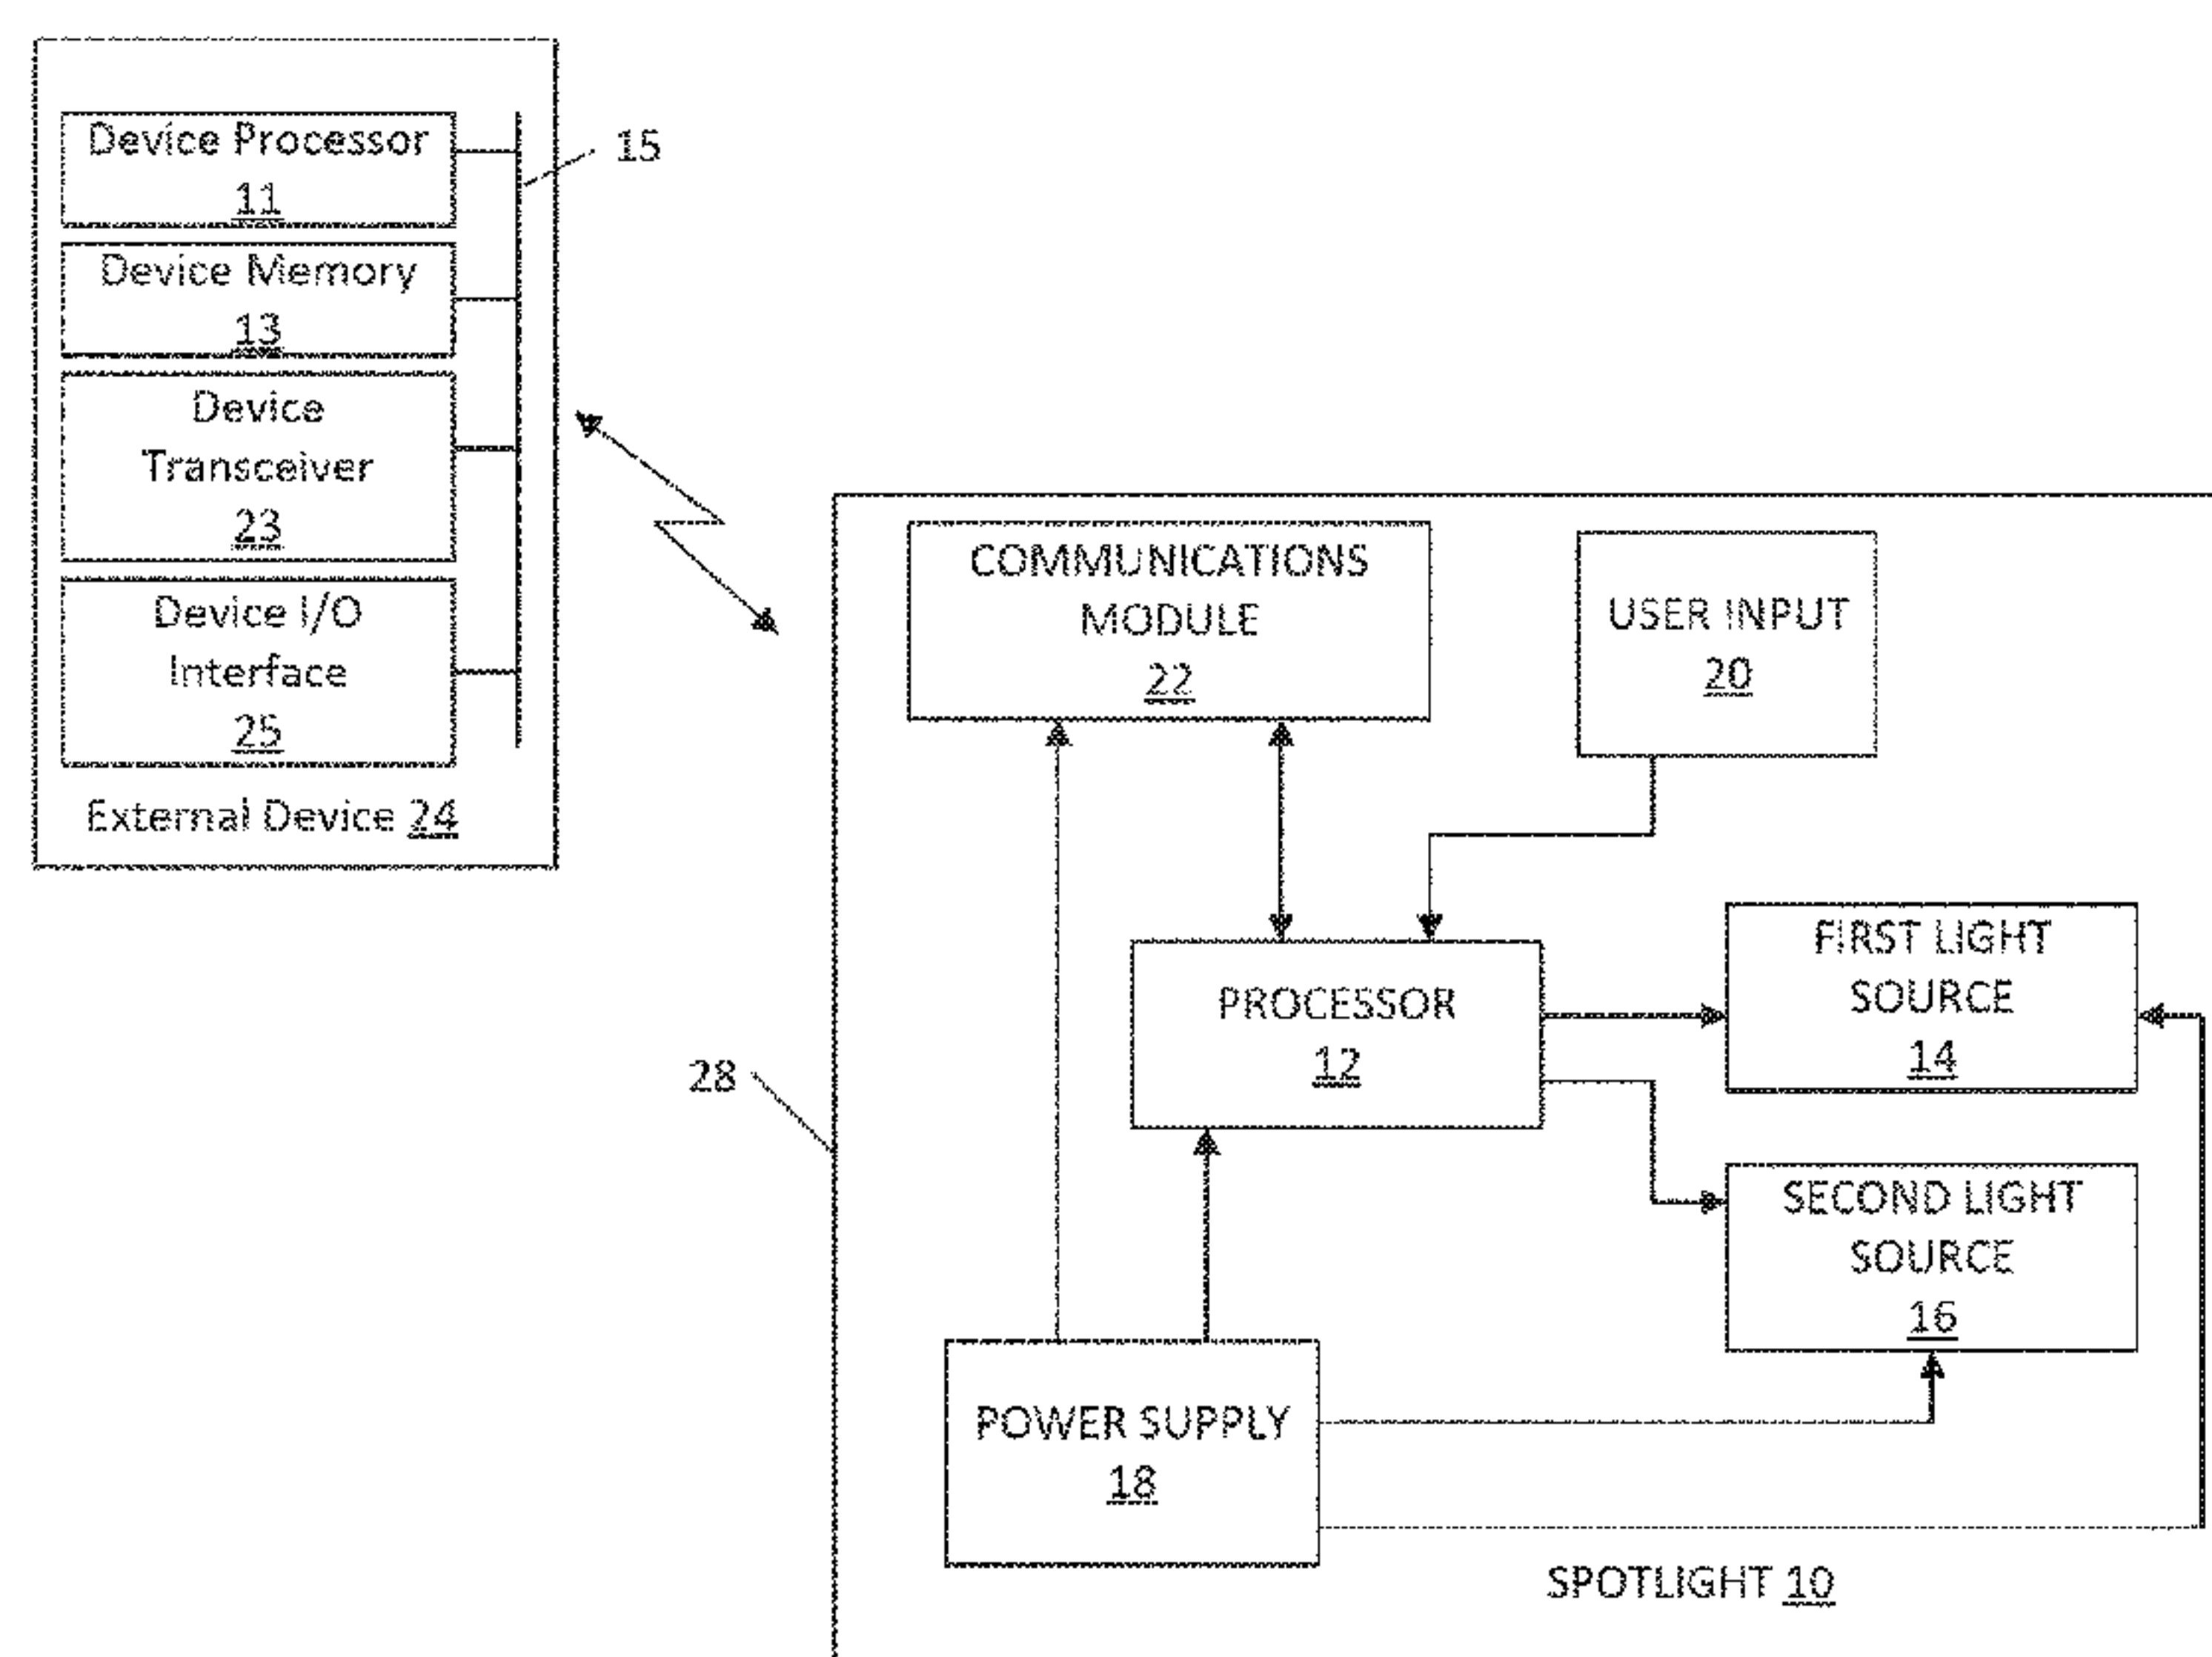 Device Processor
11
15
Device Memory
13
Device
Transceiver
23
Device I/O
Interface
25
External Device 24
COMMUNICATIONS
MODULE
22
USER INPUT
20
PROCESSOR
12
FIRST LIGHT
SOURCE
14
28
SECOND LIGHT
SOURCE
16
POWER SUPPLY
18
SPOTLIGHT 10